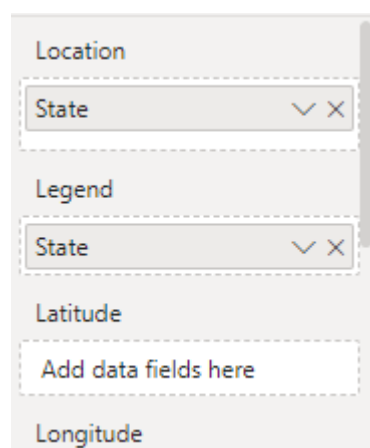 Location
State
Legend
State
Latitude
Add data fields here
Longitude